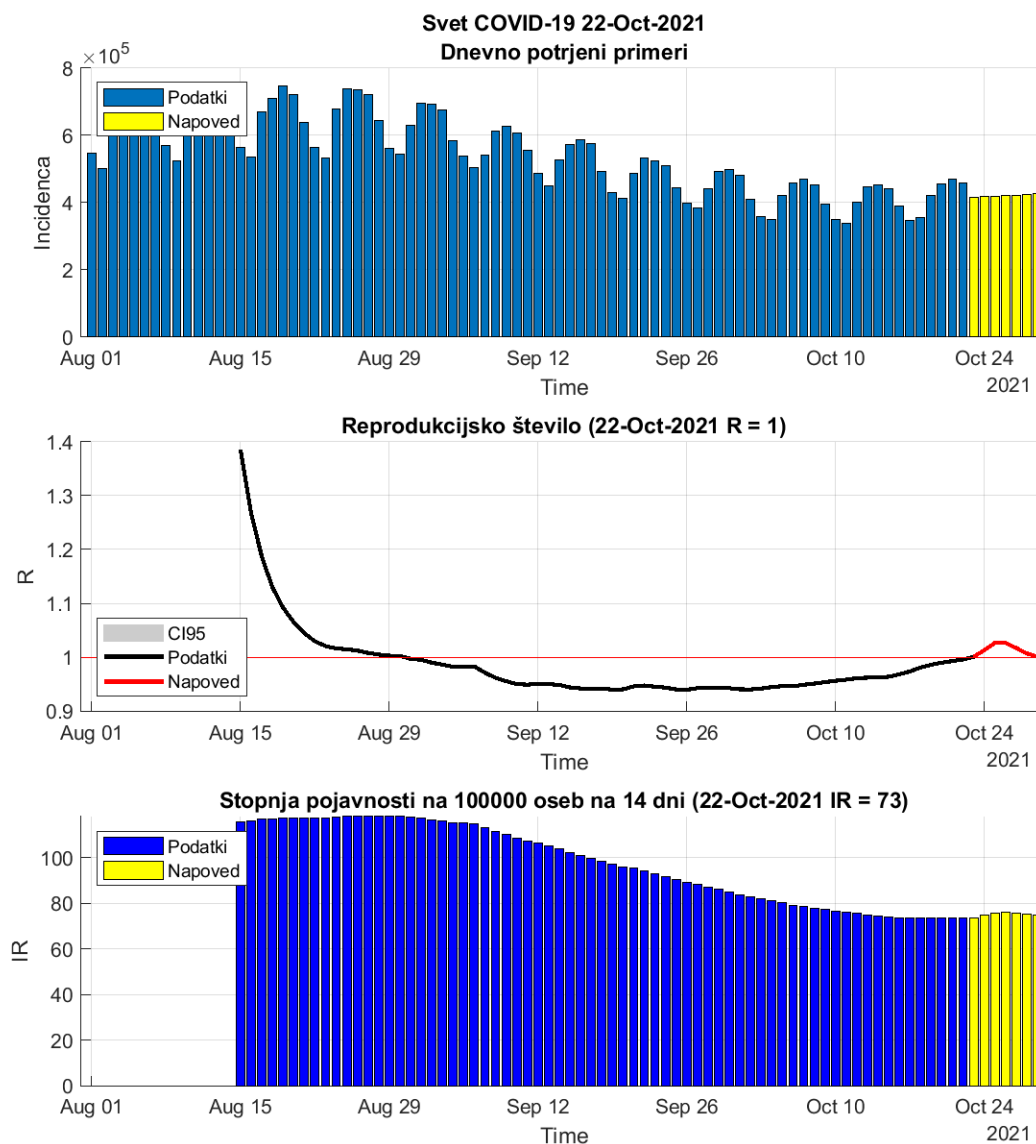 Svet COVID-19 22-Oct-2021
Dnevno potrjeni primeri
×10^5
8
6
4
2
0
Incidenca
Podatki
Napoved
Aug 01 Aug 15 Aug 29 Sep 12 Sep 26 Oct 10 Oct 24
Time
2021
Reprodukcijsko število (22-Oct-2021 R = 1)
1.4
1.3
1.2
1.1
1
0.9
R
CI95
Podatki
Napoved
Aug 01 Aug 15 Aug 29 Sep 12 Sep 26 Oct 10 Oct 24
Time
2021
Stopnja pojavnosti na 100000 oseb na 14 dni (22-Oct-2021 IR = 73)
100
80
60
40
20
0
IR
Podatki
Napoved
Aug 01 Aug 15 Aug 29 Sep 12 Sep 26 Oct 10 Oct 24
Time
2021